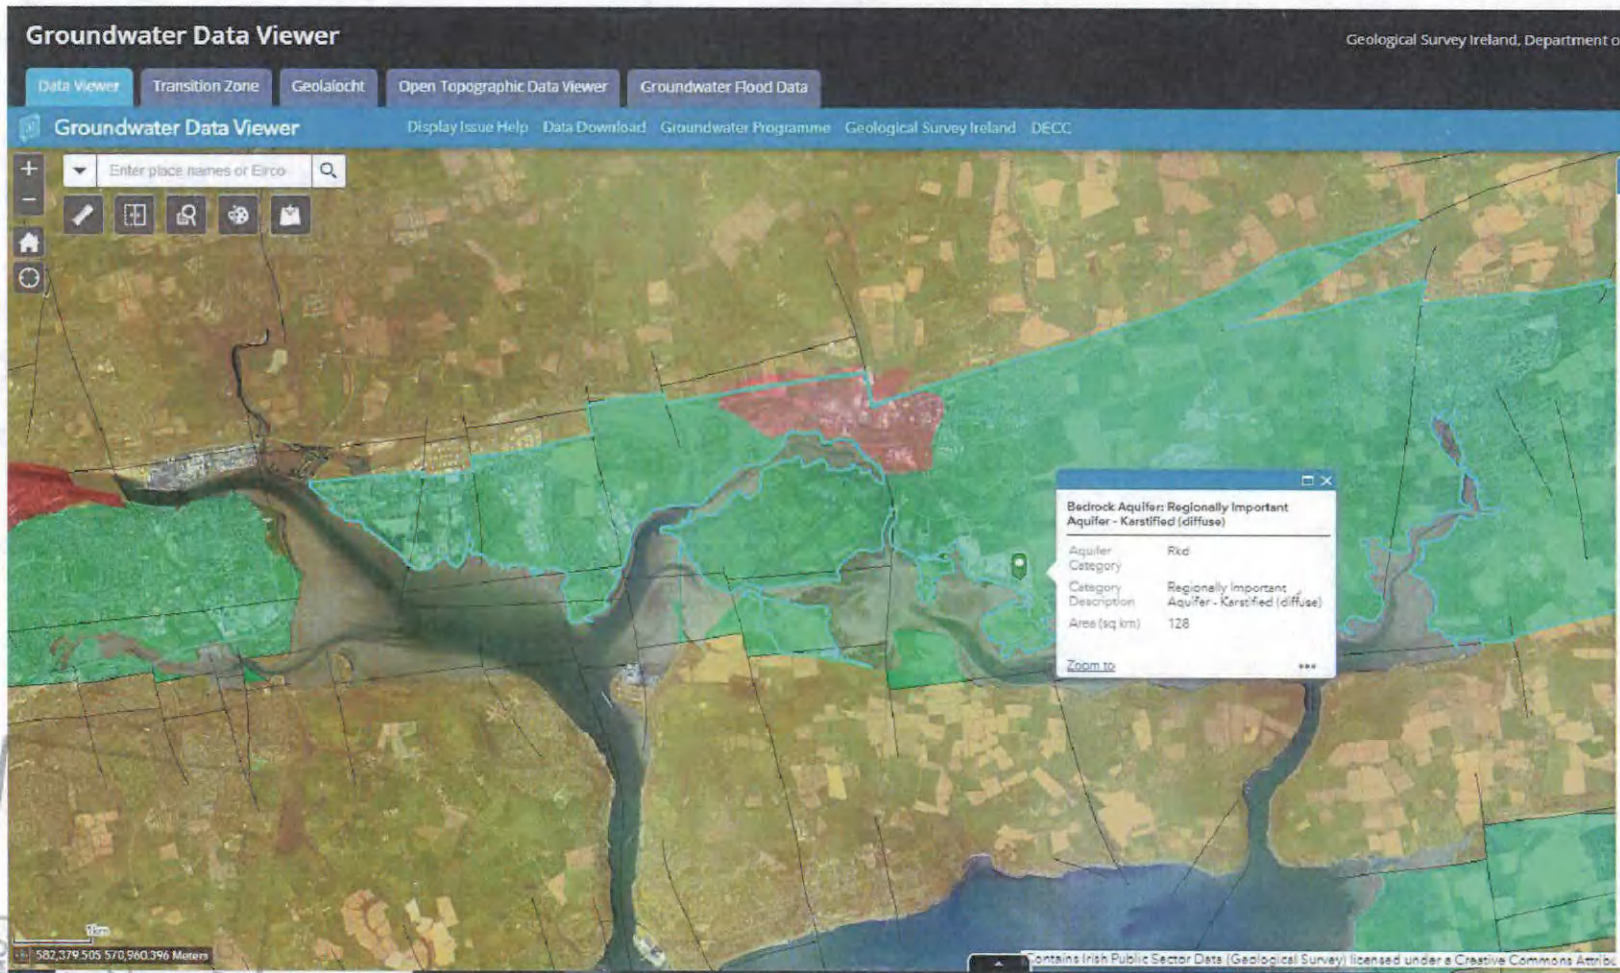 Groundwater Data Viewer
Geological Survey Ireland, Department o
Data Viewer
Transition Zone
Geolaíocht
Open Topographic Data Viewer
Groundwater Flood Data
Groundwater Data Viewer
Display Issue Help
Data Download
Groundwater Programme
Geological Survey Ireland
DECC
+
Enter place names or Eirco
−
Bedrock Aquifer: Regionally Important
Aquifer - Karstified (diffuse)
Aquifer Rkd
Category
Category Regionally Important
Description Aquifer - Karstified (diffuse)
Area (sq km) 128
Zoom to
1km
582,379.505 570,960.396 Meters
Contains Irish Public Sector Data (Geological Survey) licensed under a Creative Commons Attribu